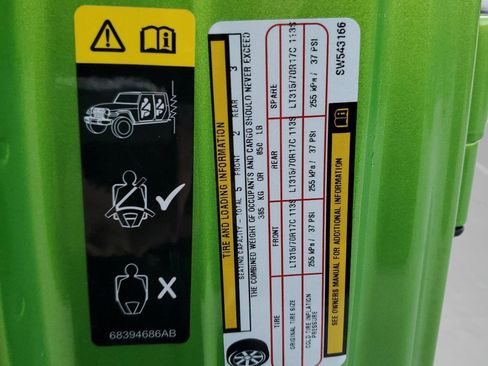 68394686AB
TIRE AND LOADING INFORMATION
SEATING CAPACITY - TOTAL 5 FRONT 2 REAR 3
THE COMBINED WEIGHT OF OCCUPANTS AND CARGO SHOULD NEVER EXCEED
385 KG OR 850 LB
TIRE FRONT REAR SPARE
ORIGINAL TIRE SIZE LT315/70R17C 113S LT315/70R17C 113S LT315/70R17C 113S
COLD TIRE INFLATION PRESSURE 255 kPa / 37 PSI 255 kPa / 37 PSI 255 kPa / 37 PSI
SEE OWNERS MANUAL FOR ADDITIONAL INFORMATION
SW543166